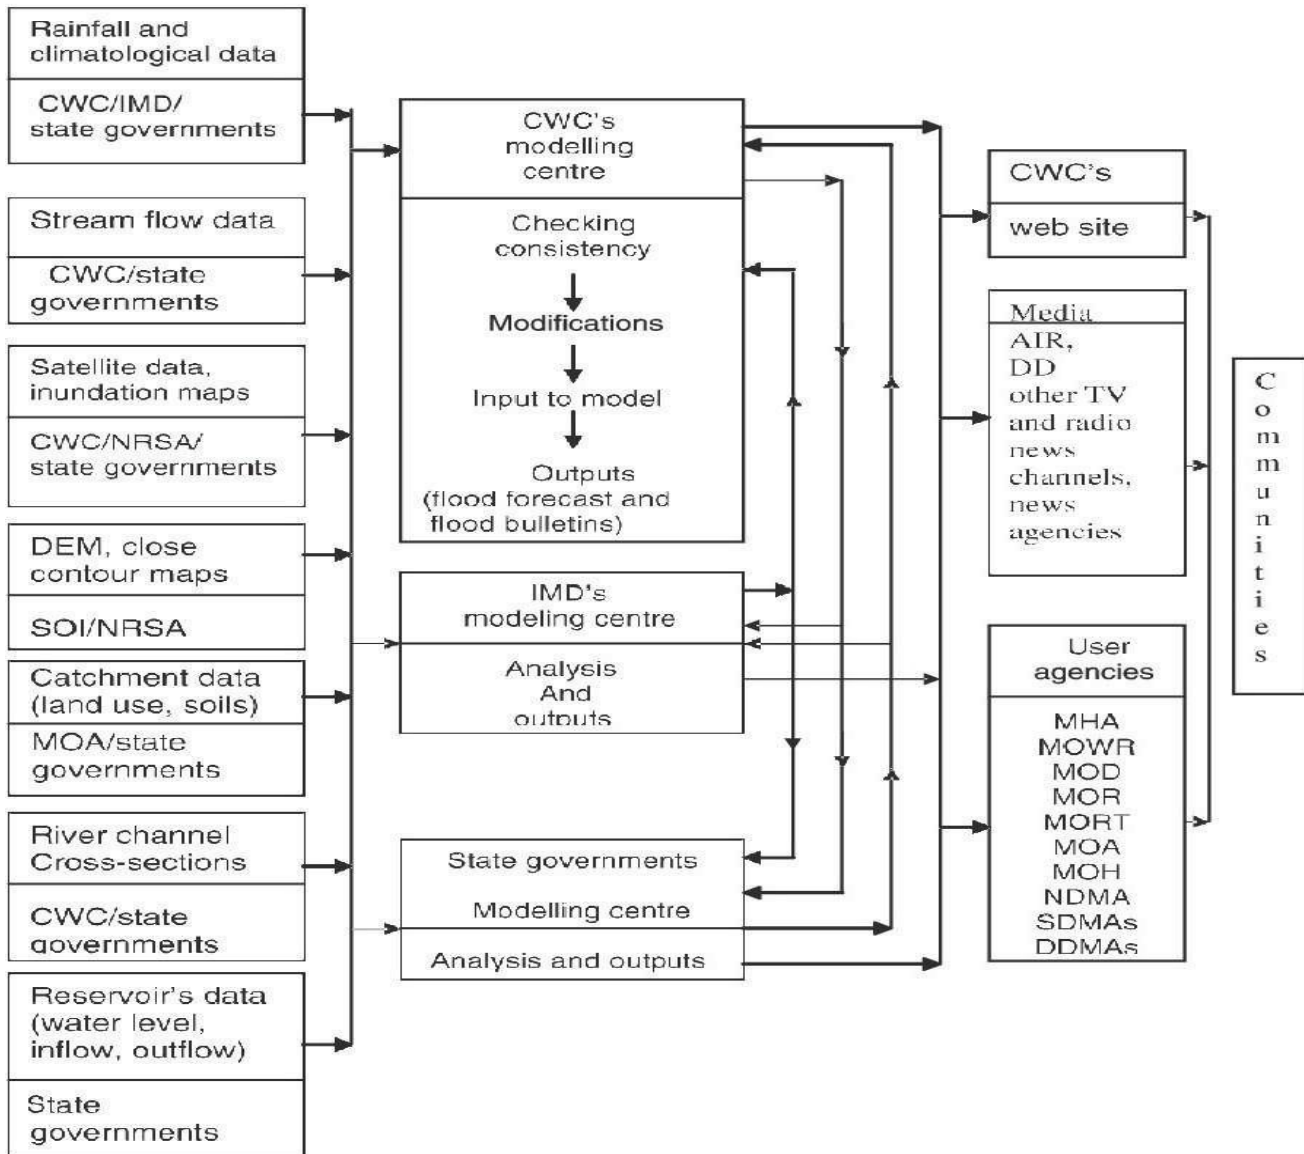 Rainfall and
climatological data
CWC/IMD/
state governments
Stream flow data
CWC/state
governments
Satellite data,
inundation maps
CWC/NRSA/
state governments
DEM, close
contour maps
SOI/NRSA
Catchment data
(land use, soils)
MOA/state
governments
River channel
Cross-sections
CWC/state
governments
Reservoir's data
(water level,
inflow, outflow)
State
governments
CWC's
modelling
centre
Checking
consistency
Modifications
Input to model
Outputs
(flood forecast and
flood bulletins)
IMD's
modeling centre
Analysis
And
outputs
State governments
Modelling centre
Analysis and outputs
CWC's
web site
Media
AIR,
DD
other TV
and radio
news
channels,
news
agencies
User
agencies
MHA
MOWR
MOD
MOR
MORT
MOA
MOH
NDMA
SDMAs
DDMAs
Communities